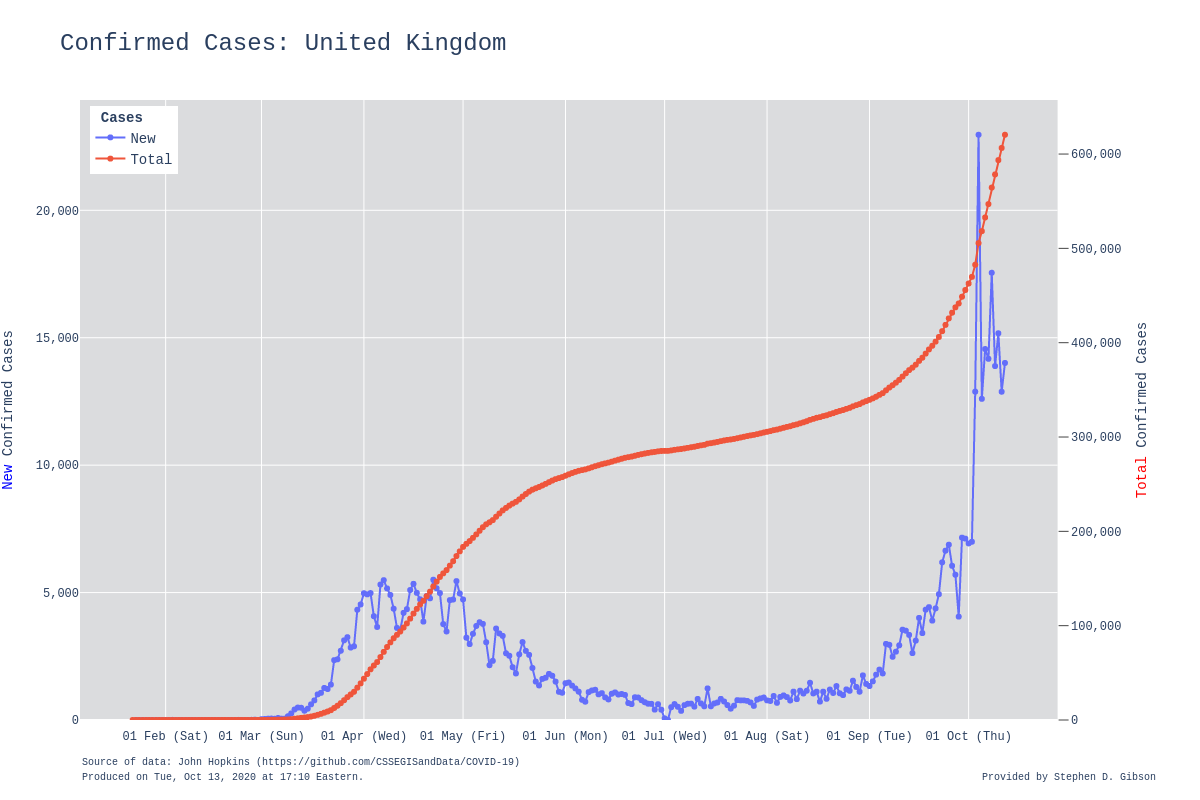 Confirmed Cases: United Kingdom
Cases
New
Total
20,000
15,000
10,000
5,000
0
New Confirmed Cases
600,000
500,000
400,000
300,000
200,000
100,000
0
Total Confirmed Cases
01 Feb (Sat) 01 Mar (Sun) 01 Apr (Wed) 01 May (Fri) 01 Jun (Mon) 01 Jul (Wed) 01 Aug (Sat) 01 Sep (Tue) 01 Oct (Thu)
Source of data: John Hopkins (https://github.com/CSSEGISandData/COVID-19)
Produced on Tue, Oct 13, 2020 at 17:10 Eastern.
Provided by Stephen D. Gibson